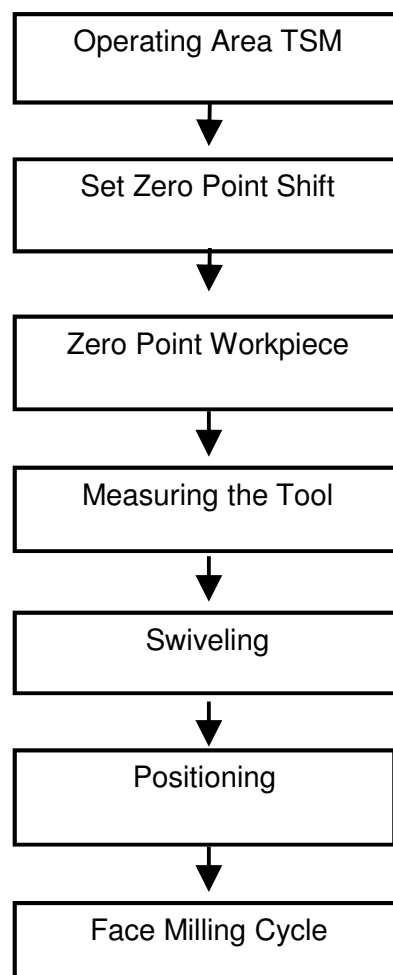 Operating Area TSM
Set Zero Point Shift
Zero Point Workpiece
Measuring the Tool
Swiveling
Positioning
Face Milling Cycle